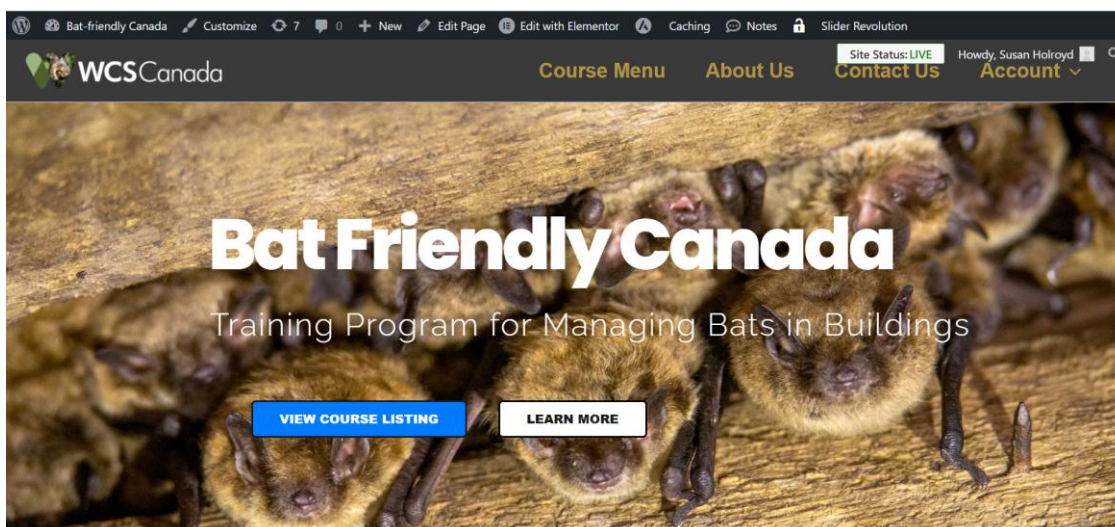 Bat-friendly Canada Customize 7 0 New Edit Page Edit with Elementor Caching Notes Slider Revolution
Site Status: LIVE Howdy, Susan Holroyd
WCS Canada Course Menu About Us Contact Us Account
Bat Friendly Canada
Training Program for Managing Bats in Buildings
VIEW COURSE LISTING LEARN MORE